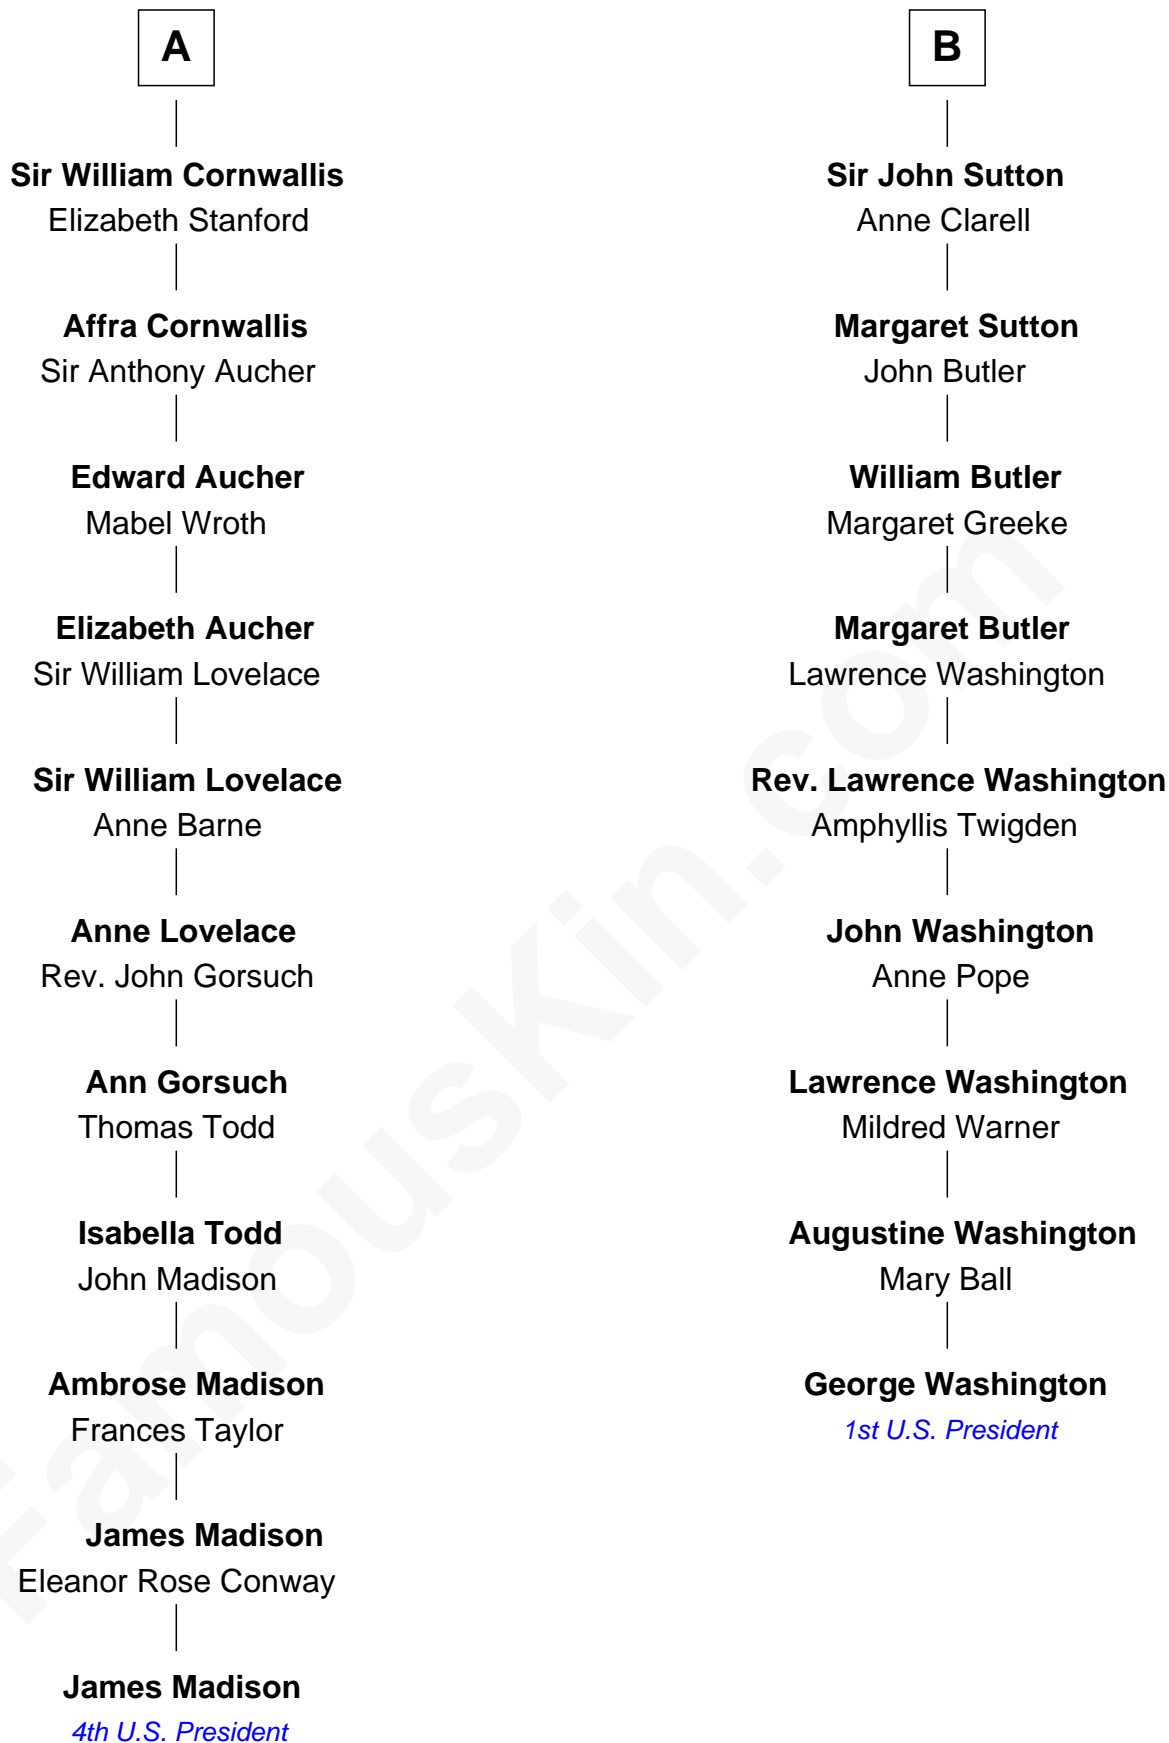 A
Sir William Cornwallis
Elizabeth Stanford
Affra Cornwallis
Sir Anthony Aucher
Edward Aucher
Mabel Wroth
Elizabeth Aucher
Sir William Lovelace
Sir William Lovelace
Anne Barne
Anne Lovelace
Rev. John Gorsuch
Ann Gorsuch
Thomas Todd
Isabella Todd
John Madison
Ambrose Madison
Frances Taylor
James Madison
Eleanor Rose Conway
James Madison
4th U.S. President
B
Sir John Sutton
Anne Clarell
Margaret Sutton
John Butler
William Butler
Margaret Greeke
Margaret Butler
Lawrence Washington
Rev. Lawrence Washington
Amphyllis Twigden
John Washington
Anne Pope
Lawrence Washington
Mildred Warner
Augustine Washington
Mary Ball
George Washington
1st U.S. President
FamousKin.com